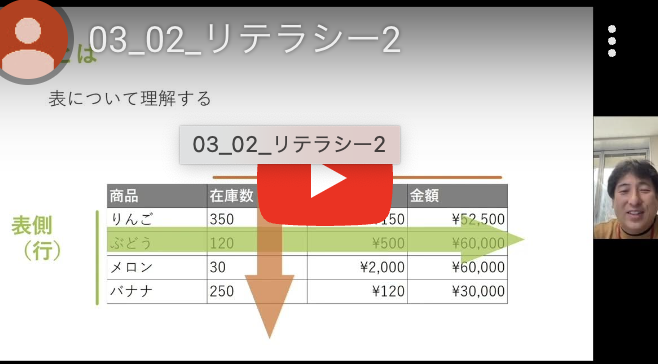 03_02_リテラシー2
とは
表について理解する
03_02_リテラシー2
商品 在庫数 金額
表側
（行）
りんご 350 ¥150 ¥52,500
ぶどう 120 ¥500 ¥60,000
メロン 30 ¥2,000 ¥60,000
バナナ 250 ¥120 ¥30,000